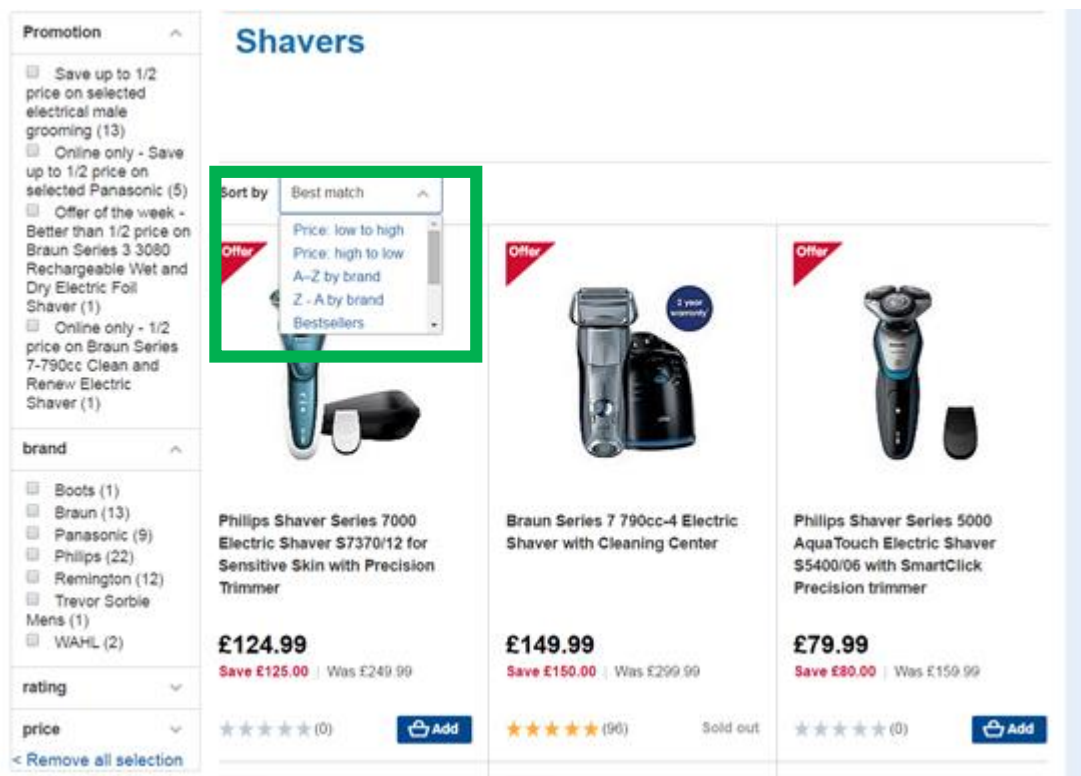 Promotion
Save up to 1/2
price on selected
electrical male
grooming (13)
Online only - Save
up to 1/2 price on
selected Panasonic (5)
Offer of the week -
Better than 1/2 price on
Braun Series 3 3080
Rechargeable Wet and
Dry Electric Foil
Shaver (1)
Online only - 1/2
price on Braun Series
7-790cc Clean and
Renew Electric
Shaver (1)
brand
Boots (1)
Braun (13)
Panasonic (9)
Philips (22)
Remington (12)
Trevor Sorbie
Mens (1)
WAHL (2)
rating
price
< Remove all selection
Shavers
Sort by Best match
Price: low to high
Price: high to low
A–Z by brand
Z - A by brand
Bestsellers
Offer
Philips Shaver Series 7000
Electric Shaver S7370/12 for
Sensitive Skin with Precision
Trimmer
£124.99
Save £125.00 | Was £249.99
(0) Add
Offer
2 year
warranty
Braun Series 7 790cc-4 Electric
Shaver with Cleaning Center
£149.99
Save £150.00 | Was £299.99
(96) Sold out
Offer
Philips Shaver Series 5000
AquaTouch Electric Shaver
S5400/06 with SmartClick
Precision trimmer
£79.99
Save £80.00 | Was £159.99
(0) Add